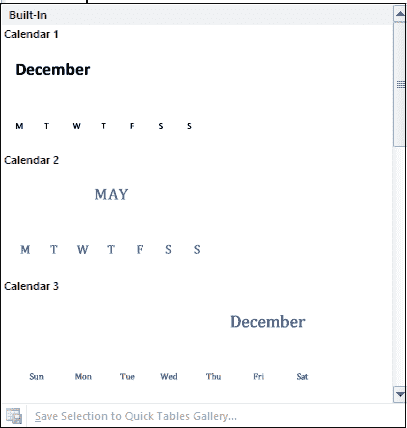 Built-In
Calendar 1
December
M T W T F S S
Calendar 2
MAY
M T W T F S S
Calendar 3
December
Sun Mon Tue Wed Thu Fri Sat
Save Selection to Quick Tables Gallery...